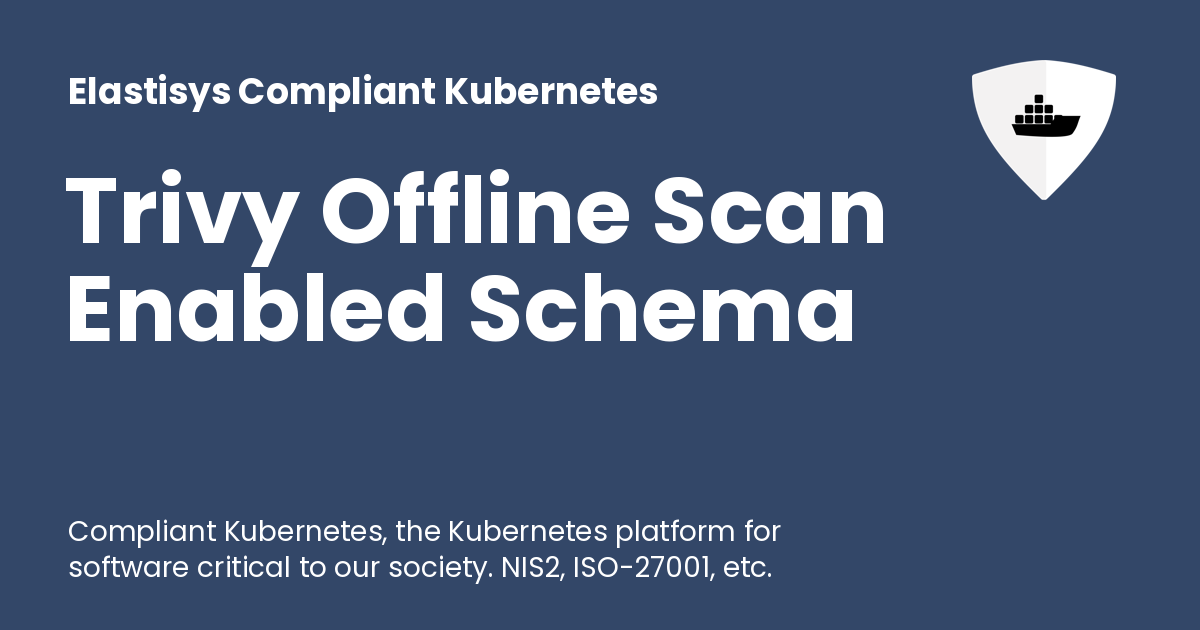 Elastisys Compliant Kubernetes
Trivy Offline Scan
Enabled Schema
Compliant Kubernetes, the Kubernetes platform for
software critical to our society. NIS2, ISO-27001, etc.